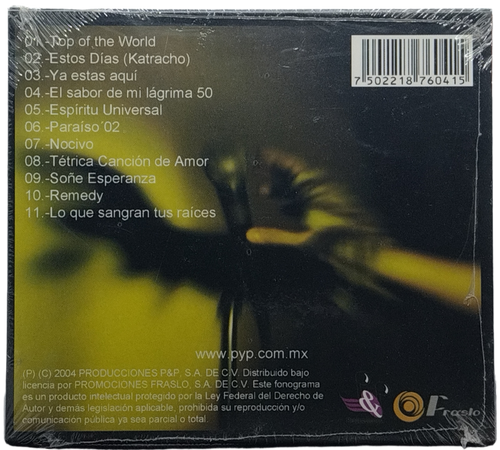 01.-Top of the World
02.-Estos Días (Katracho)
03.-Ya estas aquí
04.-El sabor de mi lágrima 50
05.-Espíritu Universal
06.-Paraíso´02
07.-Nocivo
08.-Tétrica Canción de Amor
09.-Soñe Esperanza
10.-Remedy
11.-Lo que sangran tus raíces
7 502218 760415
www.pyp.com.mx
(P) (C) 2004 PRODUCCIONES P&P, S.A. DE C.V. Distribuido bajo
licencia por PROMOCIONES FRASLO, S.A. DE C.V. Este fonograma
es un producto intelectual protegido por la Ley Federal del Derecho de
Autor y demás legislación aplicable, prohibida su reproducción y/o
comunicación pública ya sea parcial o total.
&
Fraslo